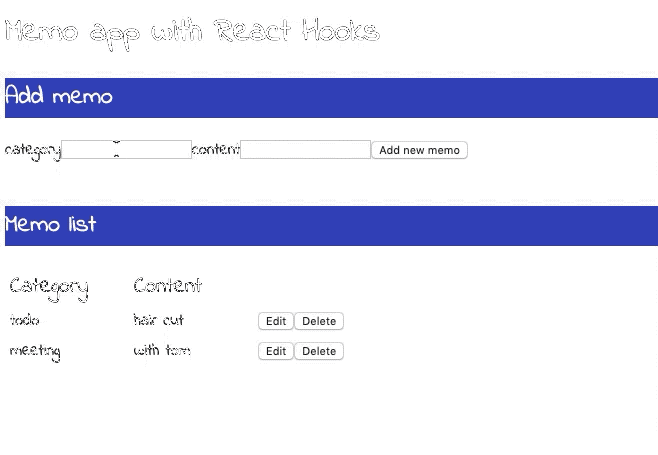 Memo app with React Hooks
Add memo
category content Add new memo
Memo list
Category Content
todo hair cut Edit Delete
meeting with tom Edit Delete